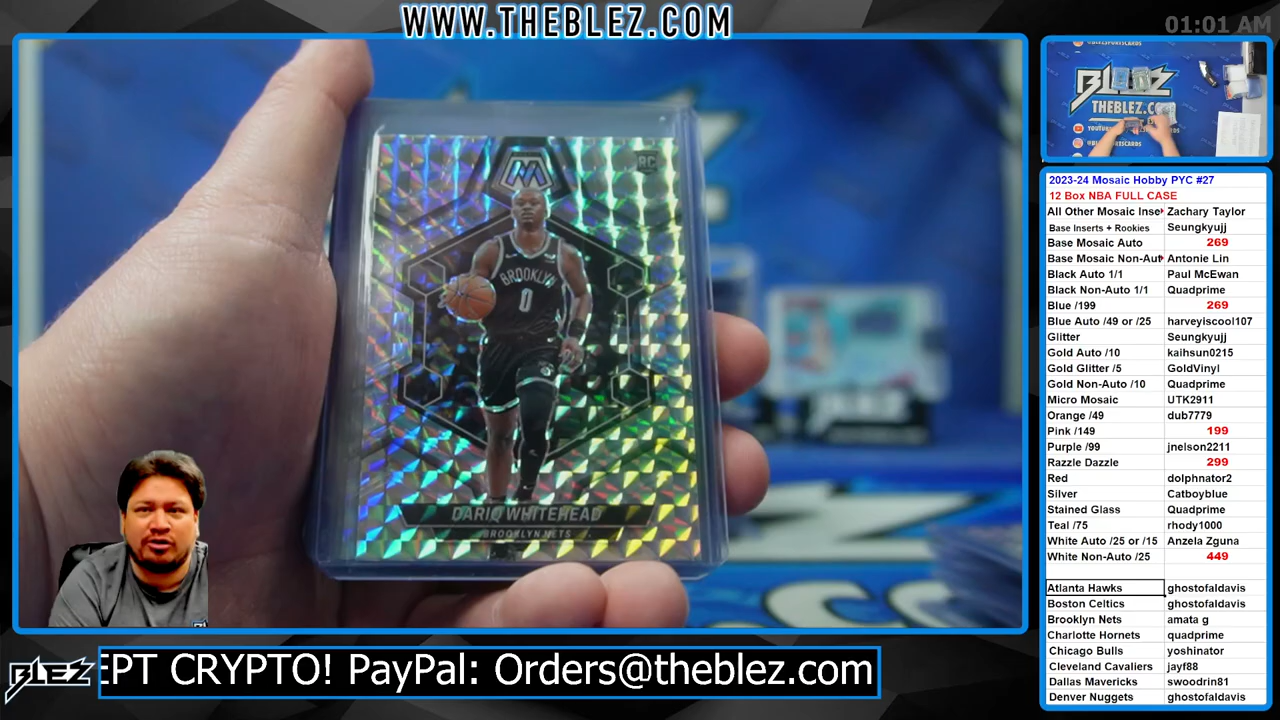 WWW.THEBLEZ.COM
01:01 AM
RC
BROOKLYN
0
DARIQ WHITEHEAD
BROOKLYN NETS
BLEZ
THEBLEZ.CO
2023-24 Mosaic Hobby PYC #27
12 Box NBA FULL CASE
All Other Mosaic Inse Zachary Taylor
Base Inserts + Rookies Seungkyujj
Base Mosaic Auto 269
Base Mosaic Non-Aut Antonie Lin
Black Auto 1/1 Paul McEwan
Black Non-Auto 1/1 Quadprime
Blue /199 269
Blue Auto /49 or /25 harveyiscool107
Glitter Seungkyujj
Gold Auto /10 kaihsun0215
Gold Glitter /5 GoldVinyl
Gold Non-Auto /10 Quadprime
Micro Mosaic UTK2911
Orange /49 dub7779
Pink /149 199
Purple /99 jnelson2211
Razzle Dazzle 299
Red dolphnator2
Silver Catboyblue
Stained Glass Quadprime
Teal /75 rhody1000
White Auto /25 or /15 Anzela Zguna
White Non-Auto /25 449
Atlanta Hawks ghostofaldavis
Boston Celtics ghostofaldavis
Brooklyn Nets amata g
Charlotte Hornets quadprime
Chicago Bulls yoshinator
Cleveland Cavaliers jayf88
Dallas Mavericks swoodrin81
Denver Nuggets ghostofaldavis
BLEZ
EPT CRYPTO! PayPal: Orders@theblez.com